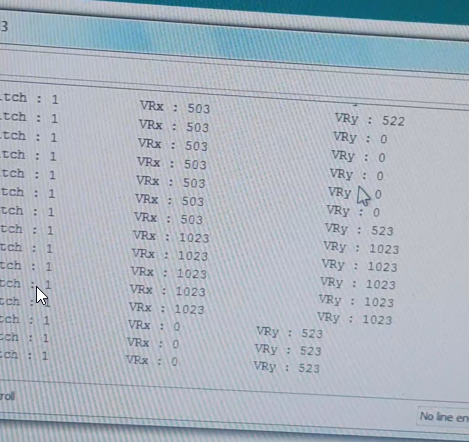 3
tch : 1 VRx : 503 VRy : 522
tch : 1 VRx : 503 VRy : 0
tch : 1 VRx : 503 VRy : 0
tch : 1 VRx : 503 VRy : 0
tch : 1 VRx : 503 VRy 0
tch : 1 VRx : 503 VRy : 0
tch : 1 VRx : 503 VRy : 523
tch : 1 VRx : 1023 VRy : 1023
tch : 1 VRx : 1023 VRy : 1023
tch : 1 VRx : 1023 VRy : 1023
tch : 1 VRx : 1023 VRy : 1023
tch : 1 VRx : 1023 VRy : 1023
tch : 1 VRx : 0 VRy : 523
tch : 1 VRx : 0 VRy : 523
tch : 1 VRx : 0 VRy : 523
roll No line en